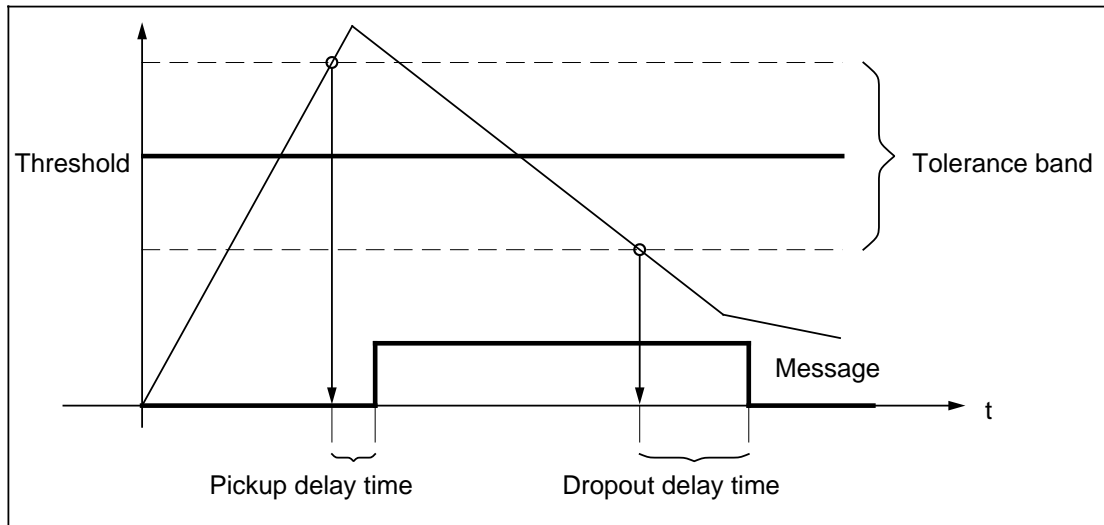 Threshold
Tolerance band
Message
t
Pickup delay time
Dropout delay time